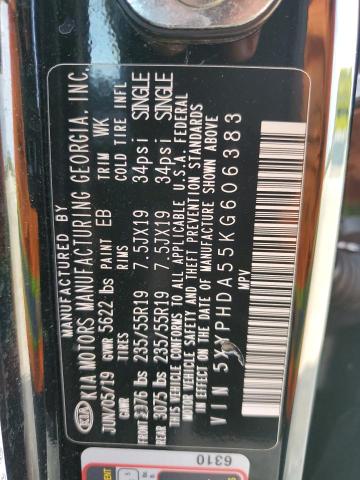 MANUFACTURED BY
KIA KIA MOTORS MANUFACTURING GEORGIA, INC.
JUN/05/19 GVWR 5622 lbs PAINT EB TRIM WK
GAWR TIRES RIMS COLD TIRE INFL
FRONT 2976 lbs 235/55R19 7.5JX19 34psi SINGLE
REAR 3075 lbs 235/55R19 7.5JX19 34psi SINGLE
THIS VEHICLE CONFORMS TO ALL APPLICABLE U.S.A. FEDERAL
MOTOR VEHICLE SAFETY AND THEFT PREVENTION STANDARDS
IN EFFECT ON THE DATE OF MANUFACTURE SHOWN ABOVE
VIN 5XYPHDA55KG606383
MPV
6310